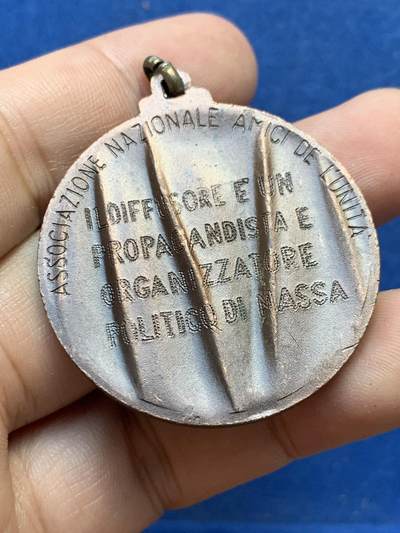 ASSOCIAZIONE NAZIONALE AMICI DE L'UNITÀ
IL DIFFUSORE E UN
PROPAGANDISTA E
ORGANIZZATORE
POLITICO DI MASSA